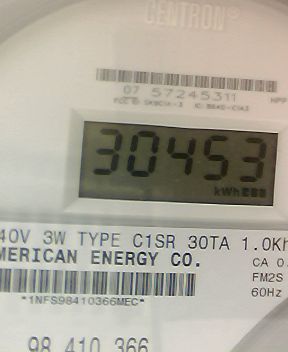 CENTRON®
07 57245311
30453
kWh
40V 3W TYPE C1SR 30TA 1.0Kh
MERICAN ENERGY CO.
CA 0.
FM2S
60Hz
*1NFS98410366MEC*
98 410 366